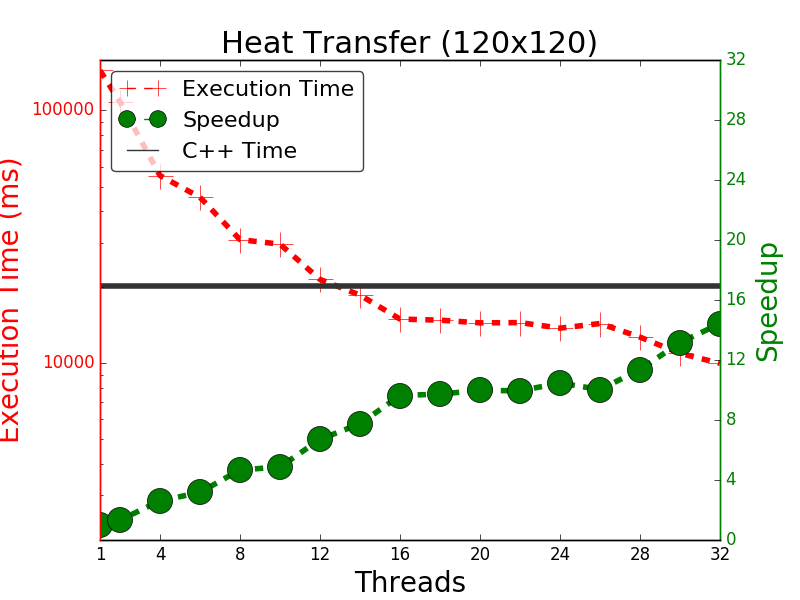 Heat Transfer (120x120)
Execution Time
Speedup
C++ Time
Execution Time (ms)
100000
10000
Speedup
32
28
24
20
16
12
8
4
0
1 4 8 12 16 20 24 28 32
Threads